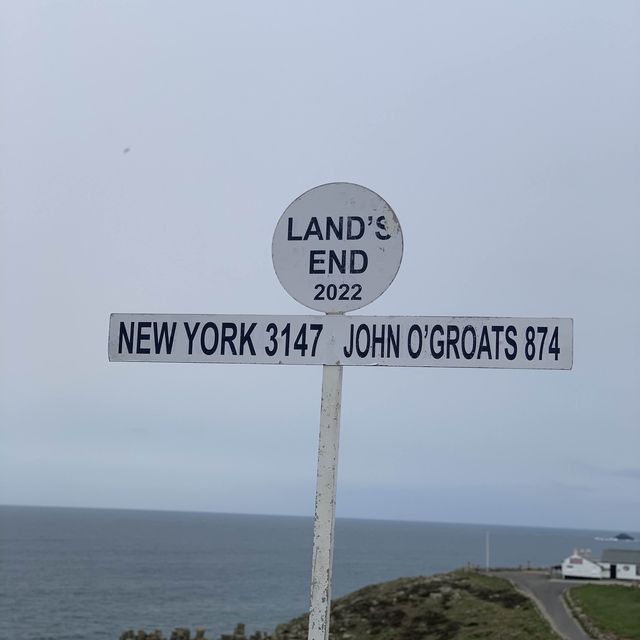 LAND'S
END
2022
NEW YORK 3147 JOHN O'GROATS 874